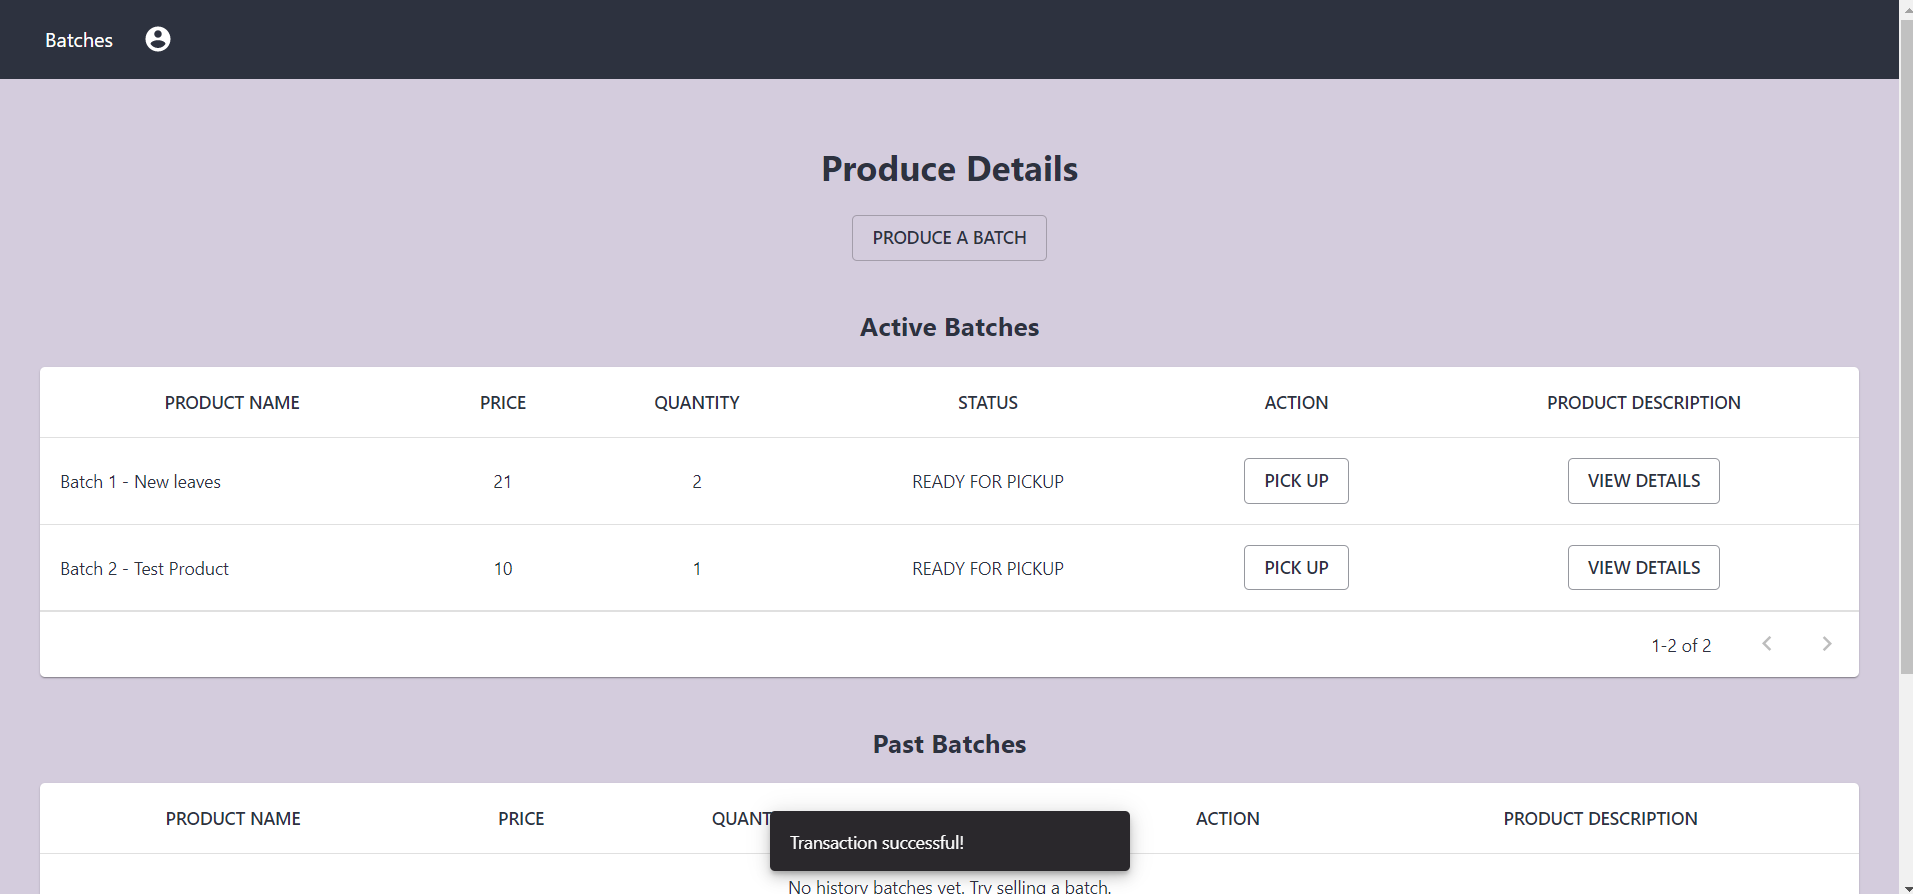 Batches
Produce Details
PRODUCE A BATCH
Active Batches
PRODUCT NAME PRICE QUANTITY STATUS ACTION PRODUCT DESCRIPTION
Batch 1 - New leaves 21 2 READY FOR PICKUP PICK UP VIEW DETAILS
Batch 2 - Test Product 10 1 READY FOR PICKUP PICK UP VIEW DETAILS
1-2 of 2
Past Batches
PRODUCT NAME PRICE QUANT ACTION PRODUCT DESCRIPTION
Transaction successful!
No history batches yet. Try selling a batch.